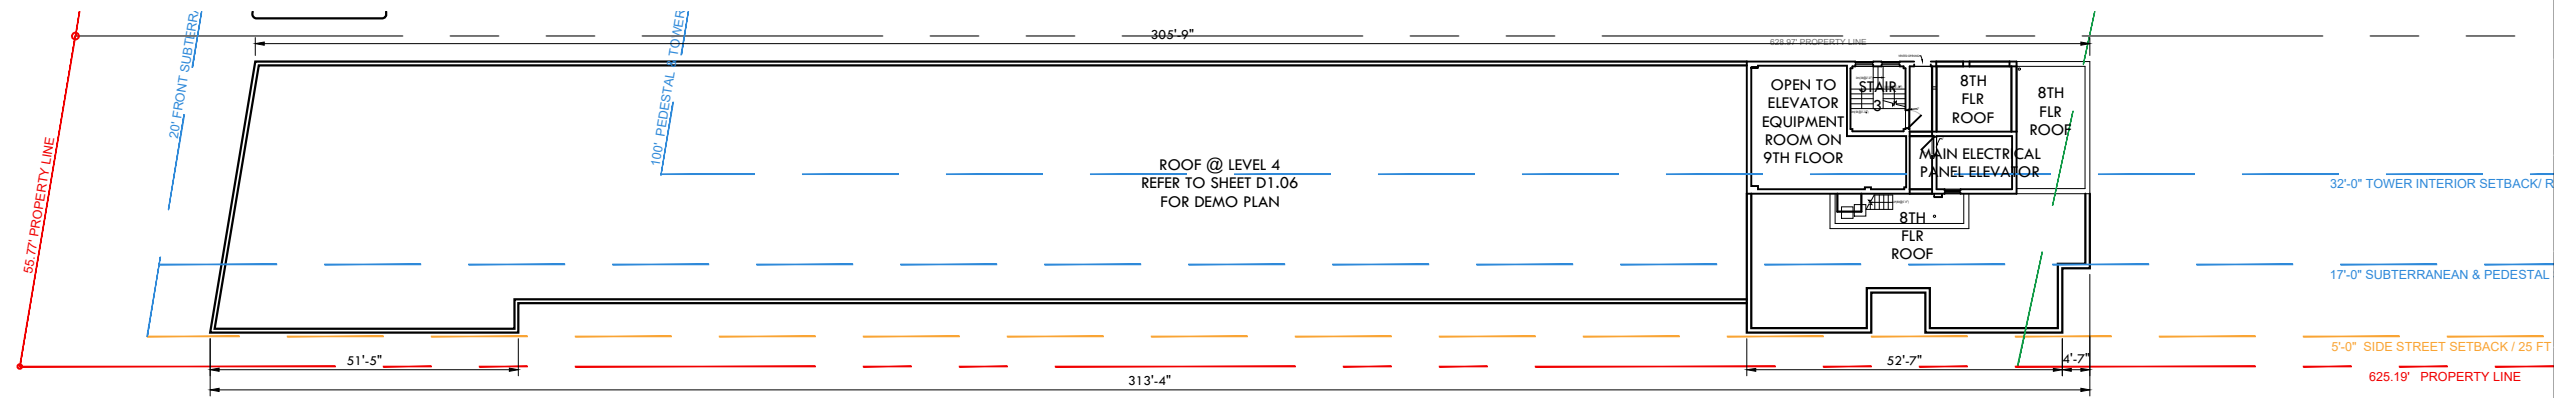 305'-9"
628.97' PROPERTY LINE
20' FRONT SUBTERRA
100' PEDESTAL & TOWER
55.77' PROPERTY LINE
OPEN TO
ELEVATOR
EQUIPMENT
ROOM ON
9TH FLOOR
STAIR
3
8TH
FLR
ROOF
8TH
FLR
ROOF
MAIN ELECTRICAL
PANEL ELEVATOR
ROOF @ LEVEL 4
REFER TO SHEET D1.06
FOR DEMO PLAN
32'-0" TOWER INTERIOR SETBACK/ R
8TH
FLR
ROOF
17'-0" SUBTERRANEAN & PEDESTAL
5'-0" SIDE STREET SETBACK / 25 FT
51'-5"
52'-7"
4'-7"
625.19' PROPERTY LINE
313'-4"